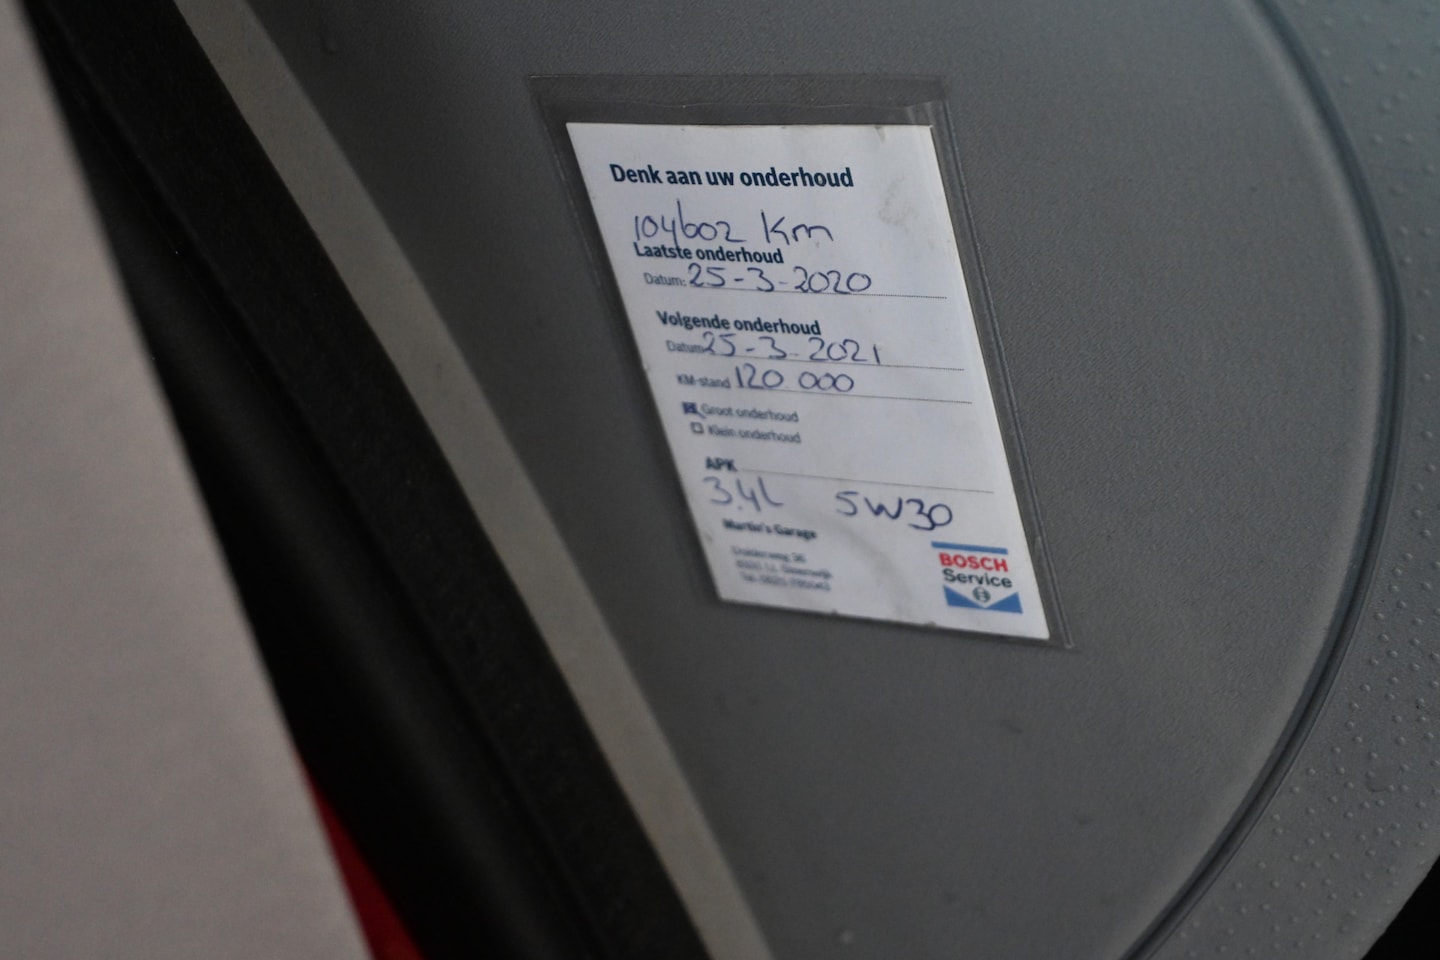 Denk aan uw onderhoud
104602 Km
Laatste onderhoud
Datum: 25-3-2020
Volgende onderhoud
Datum: 25-3-2021
KM-stand 120.000
Groot onderhoud
Klein onderhoud
APK
3.4L 5W30
Martin's Garage
BOSCH
Service